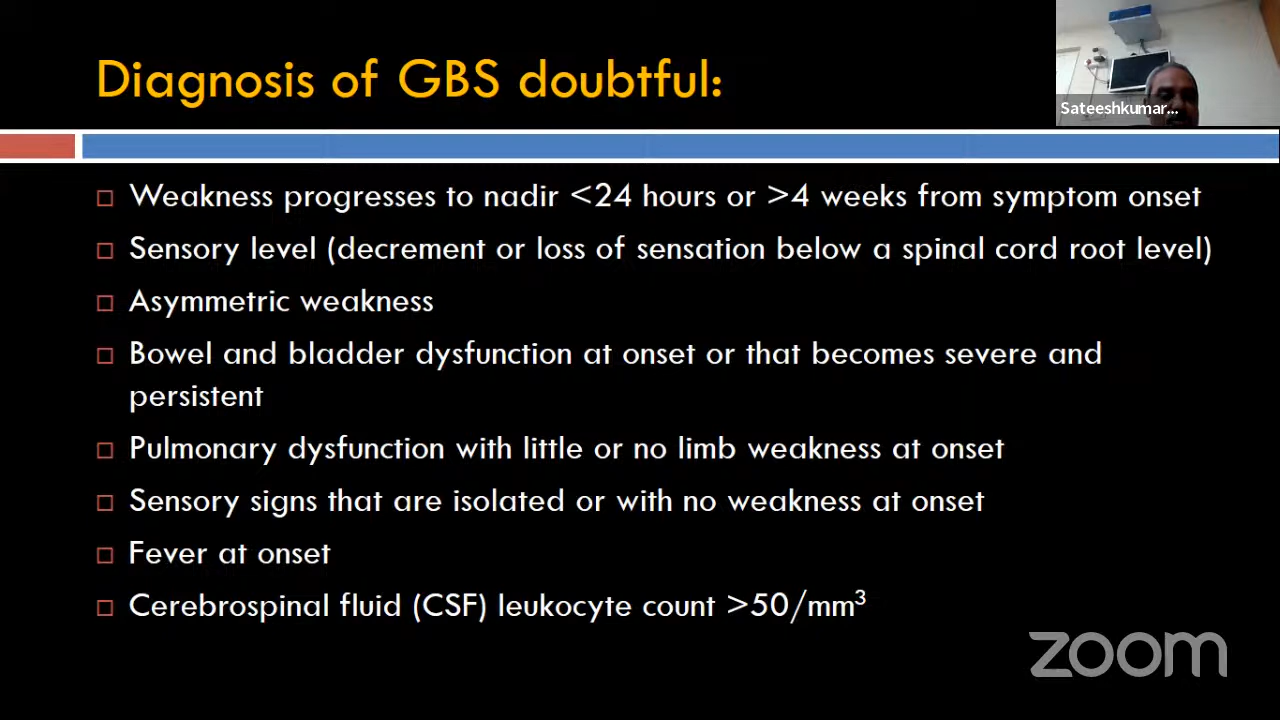 Diagnosis of GBS doubtful:
Sateeshkumar...
Weakness progresses to nadir <24 hours or >4 weeks from symptom onset
Sensory level (decrement or loss of sensation below a spinal cord root level)
Asymmetric weakness
Bowel and bladder dysfunction at onset or that becomes severe and
persistent
Pulmonary dysfunction with little or no limb weakness at onset
Sensory signs that are isolated or with no weakness at onset
Fever at onset
Cerebrospinal fluid (CSF) leukocyte count >50/mm³
zoom